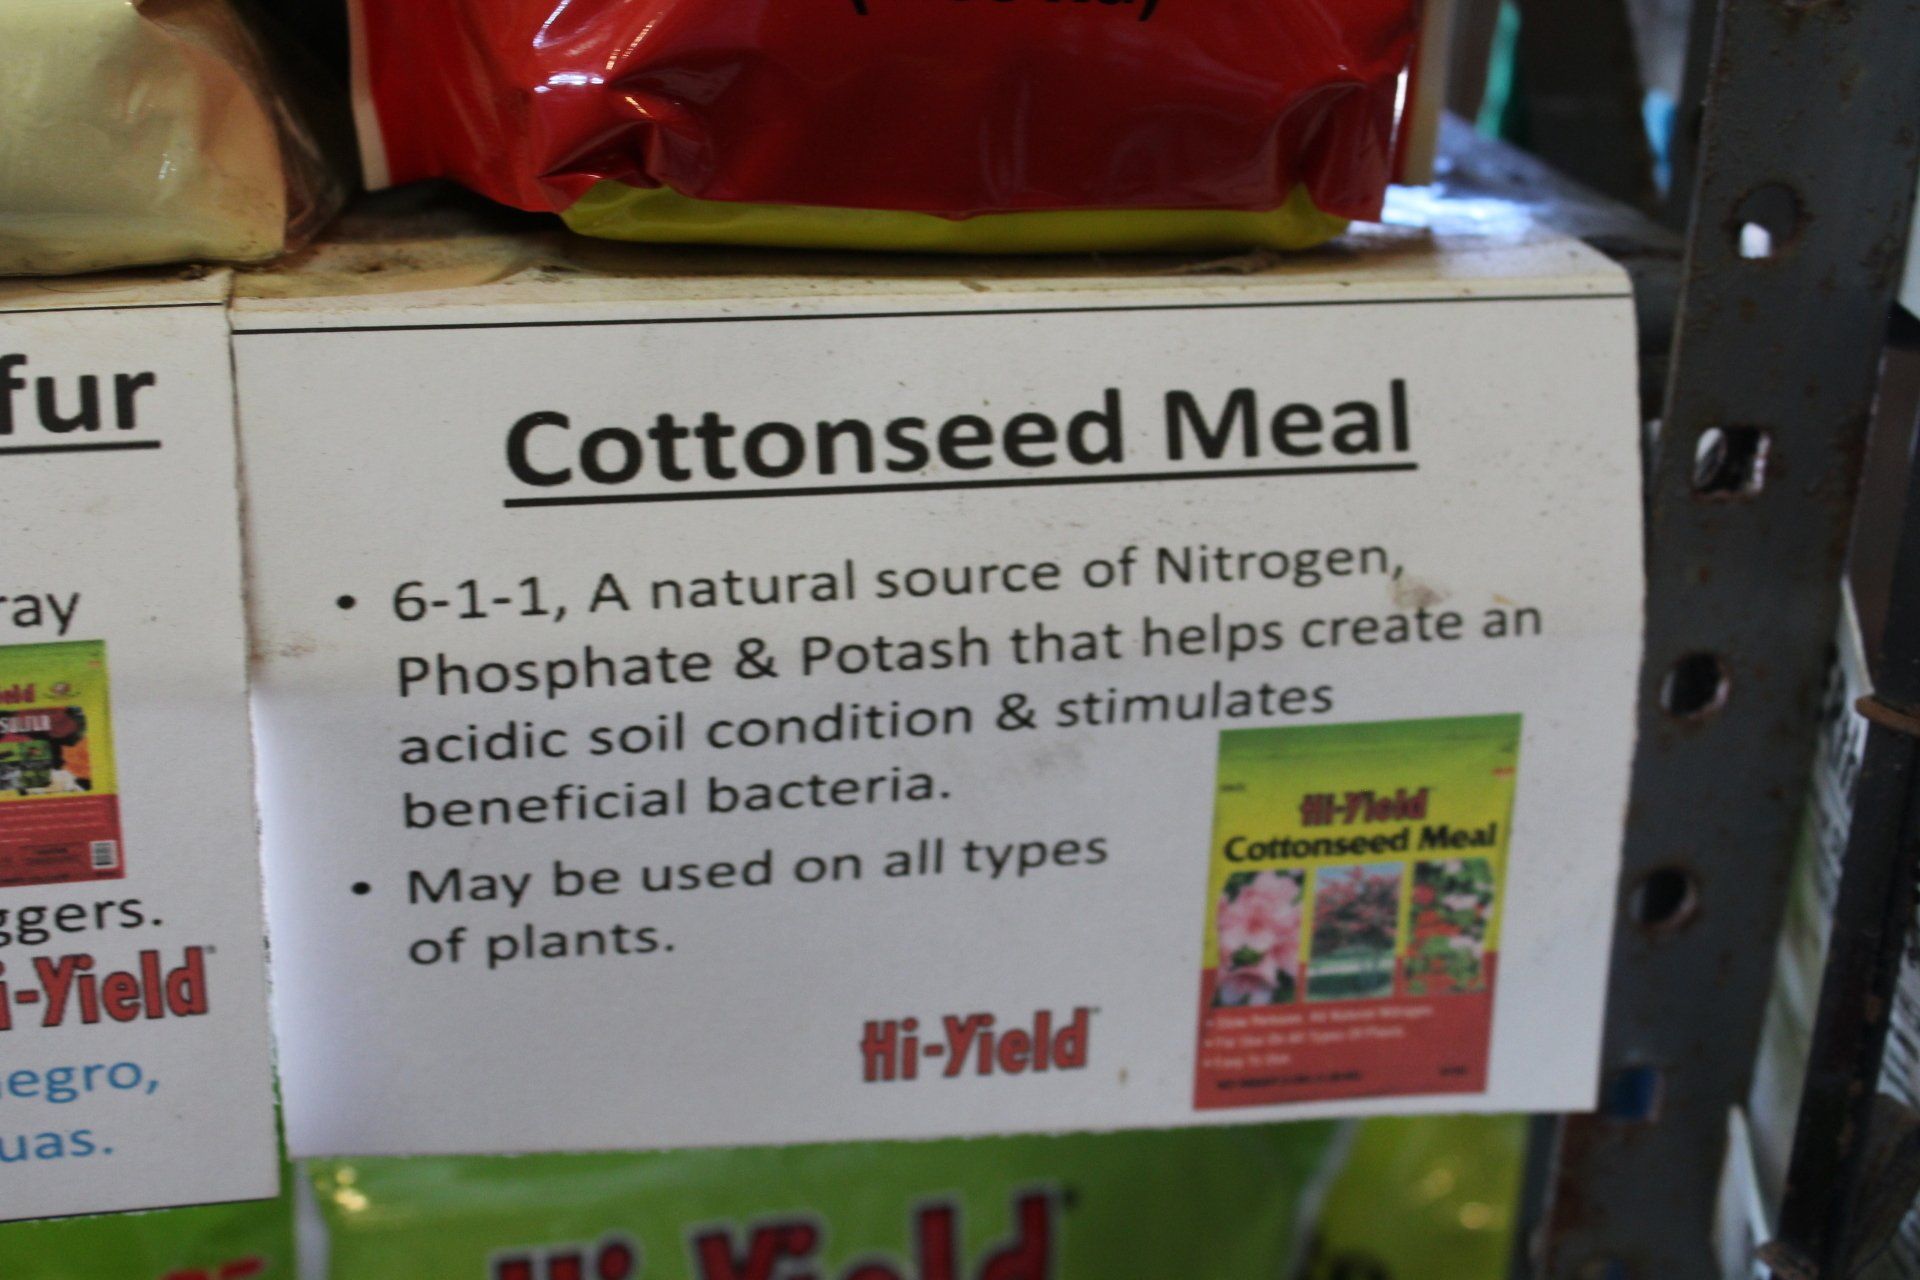 fur
ray
ggers.
i-Yield
negro,
uas.
Cottonseed Meal
• 6-1-1, A natural source of Nitrogen,
Phosphate & Potash that helps create an
acidic soil condition & stimulates
beneficial bacteria.
• May be used on all types
of plants.
Hi-Yield
Hi-Yield
Cottonseed Meal
Hi-Yield